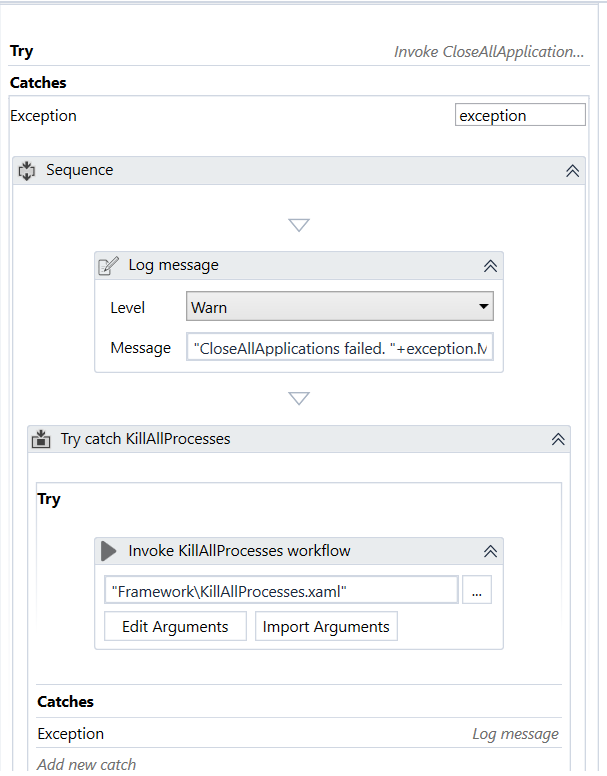 Try Invoke CloseAllApplication...
Catches
Exception exception
Sequence
Log message
Level Warn
Message "CloseAllApplications failed. "+exception.M
Try catch KillAllProcesses
Try
Invoke KillAllProcesses workflow
"Framework\KillAllProcesses.xaml" ...
Edit Arguments Import Arguments
Catches
Exception Log message
Add new catch